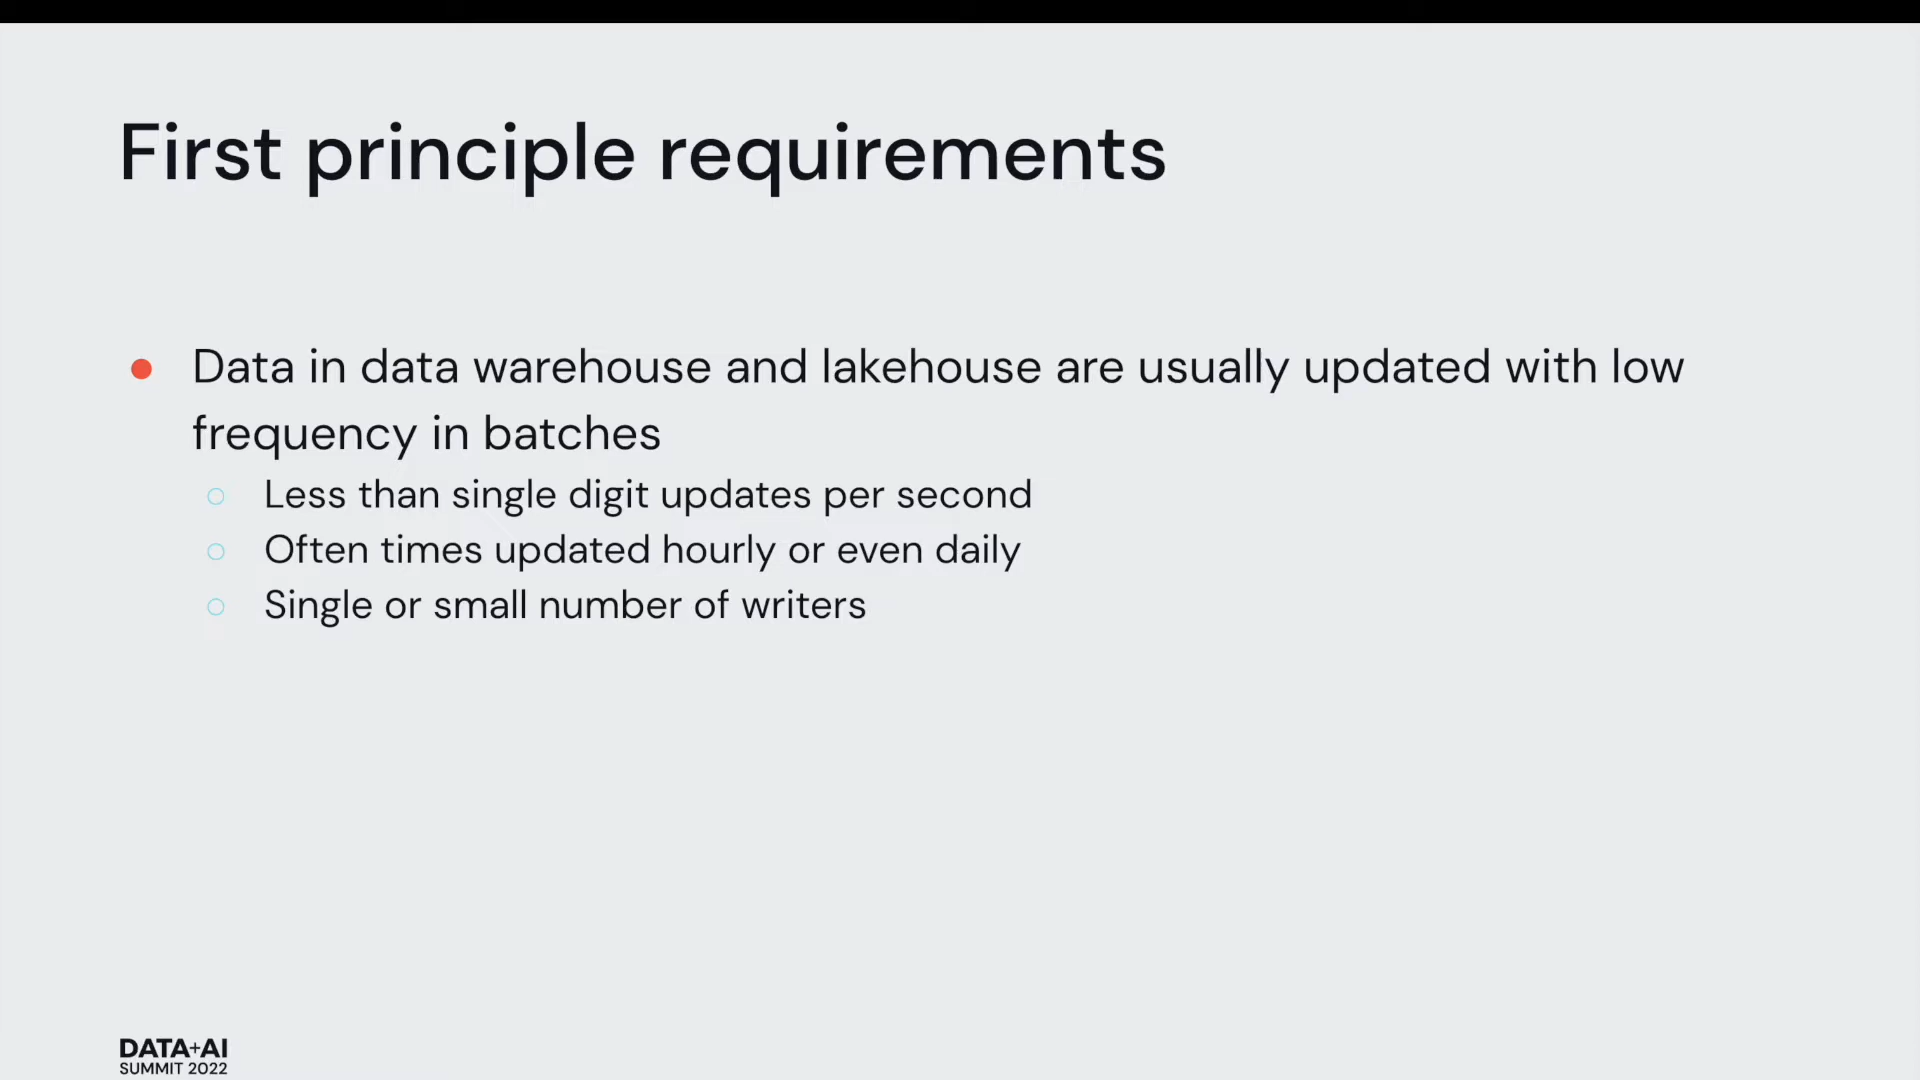 First principle requirements
● Data in data warehouse and lakehouse are usually updated with low
frequency in batches
○ Less than single digit updates per second
○ Often times updated hourly or even daily
○ Single or small number of writers
DATA+AI
SUMMIT 2022